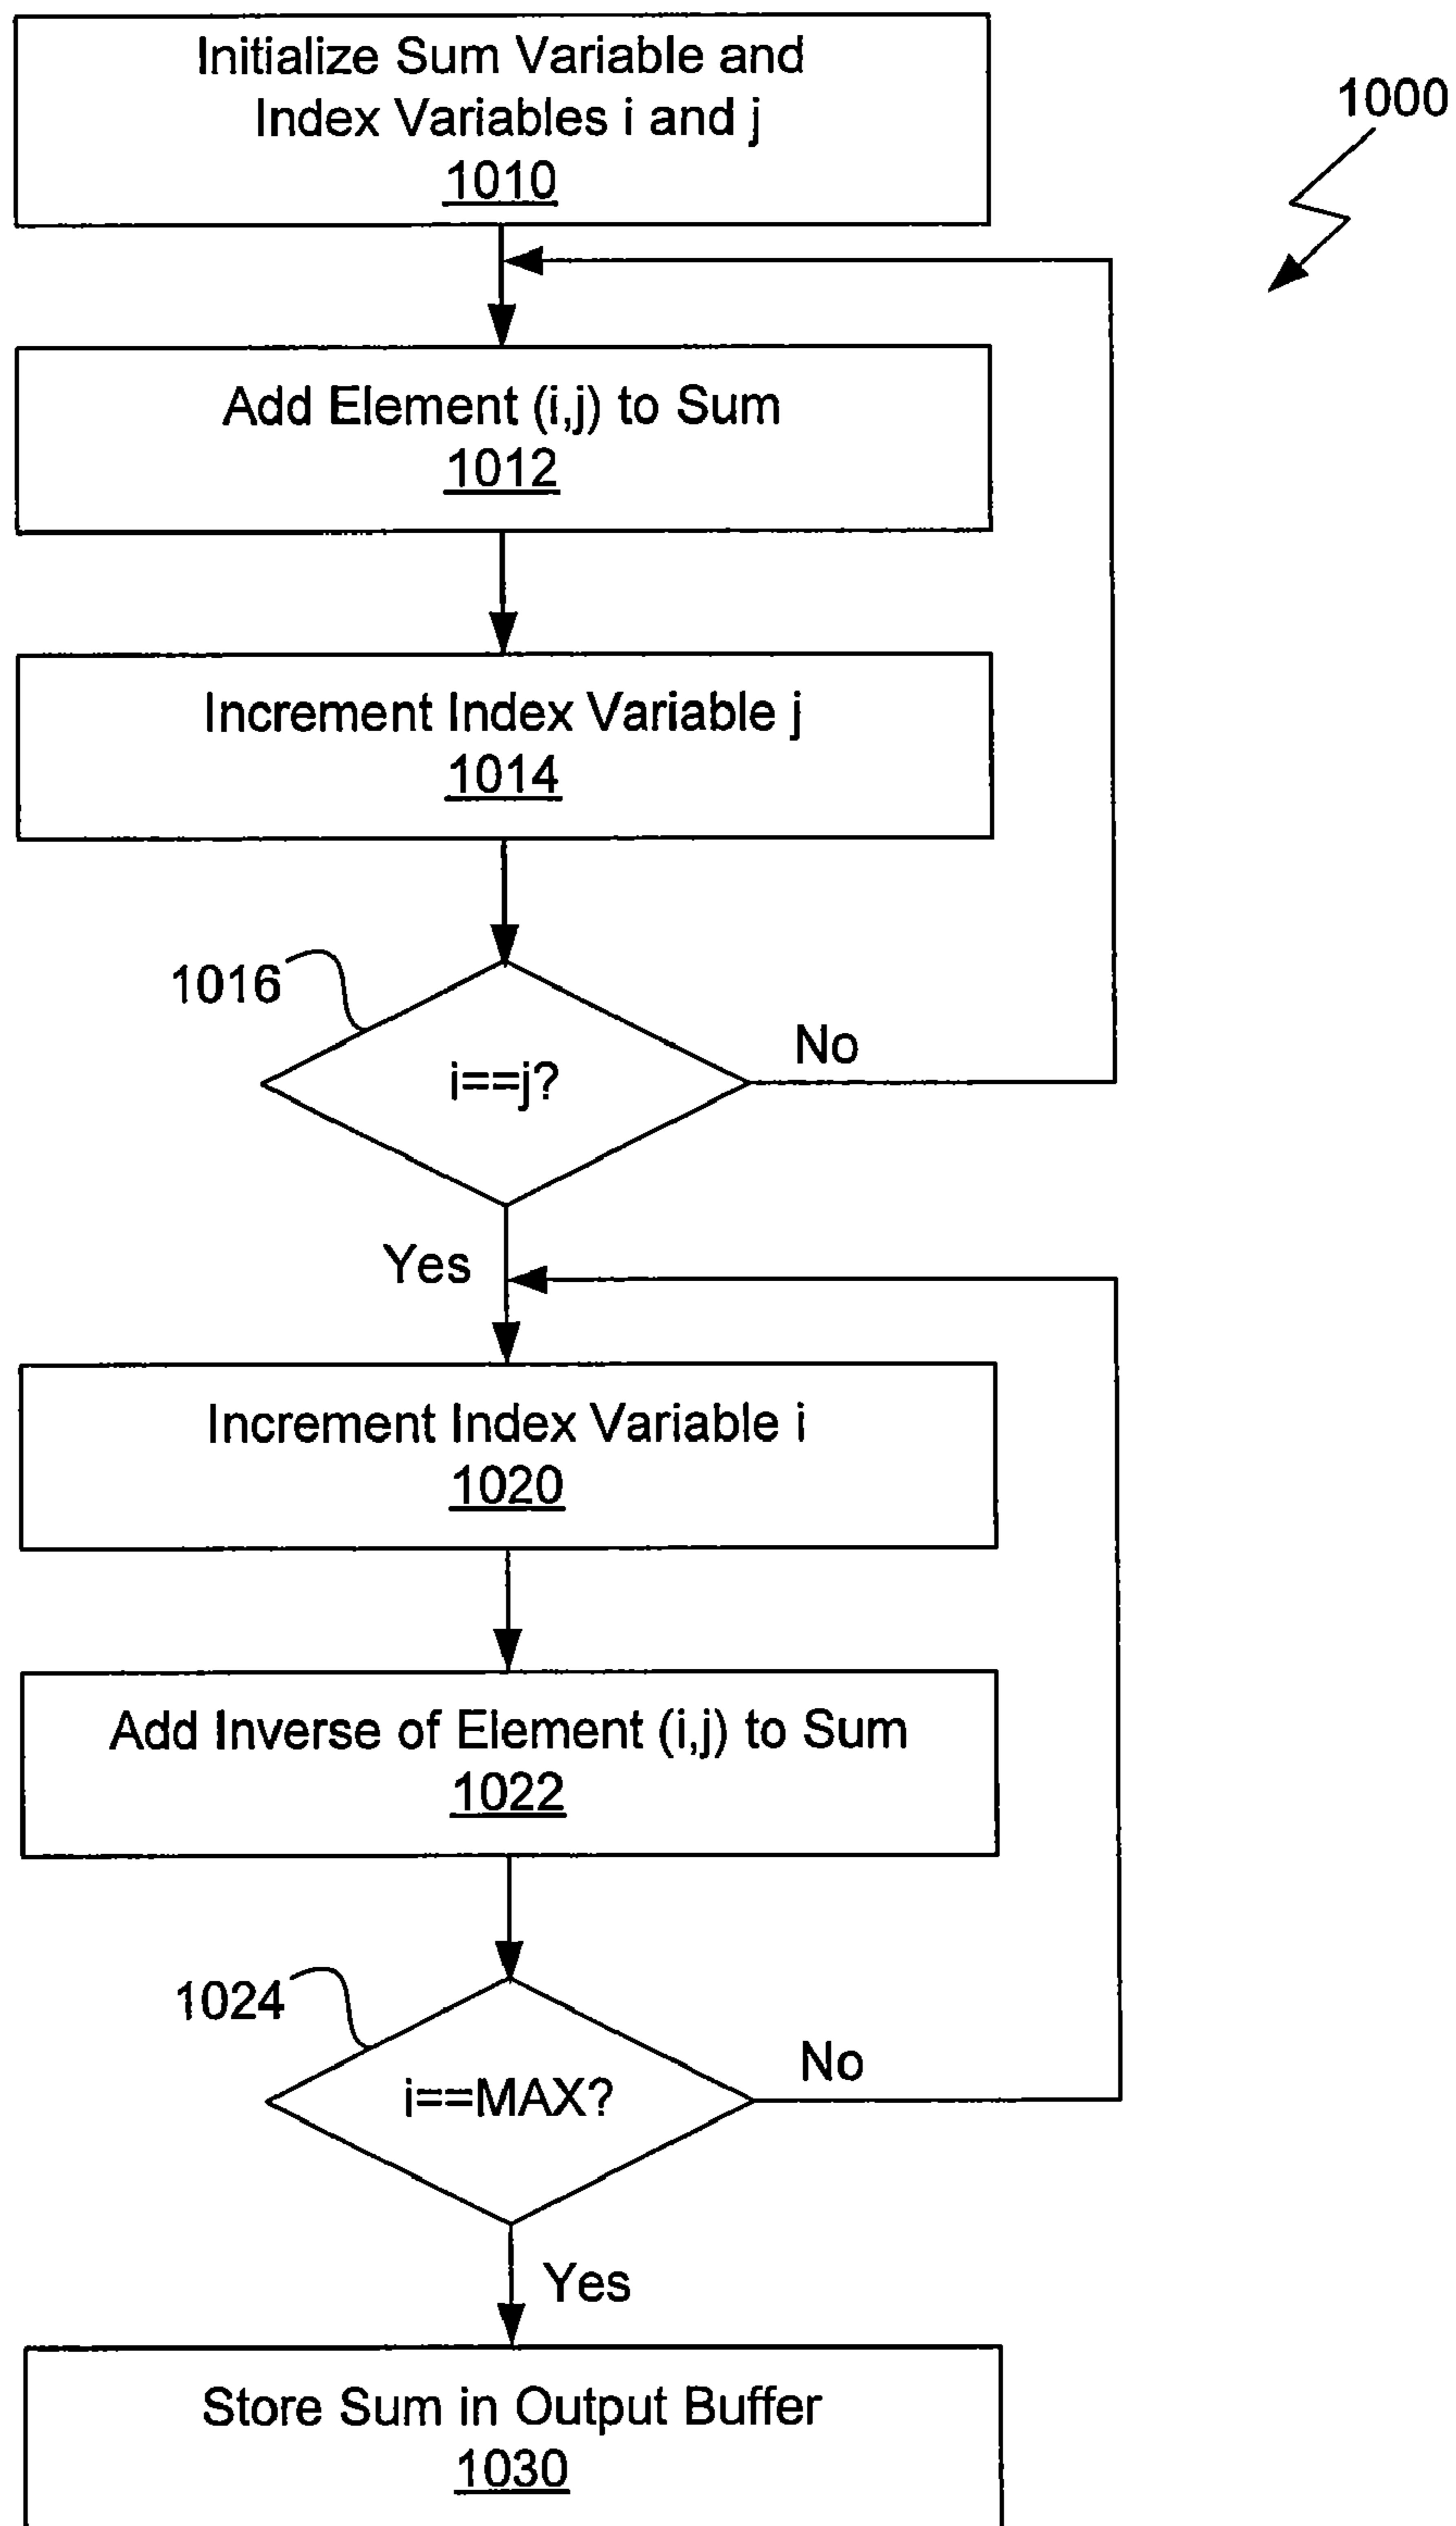 Initialize Sum Variable and
Index Variables i and j
1010
1000
Add Element (i,j) to Sum
1012
Increment Index Variable j
1014
1016
i==j?
No
Yes
Increment Index Variable i
1020
Add Inverse of Element (i,j) to Sum
1022
1024
i==MAX?
No
Yes
Store Sum in Output Buffer
1030